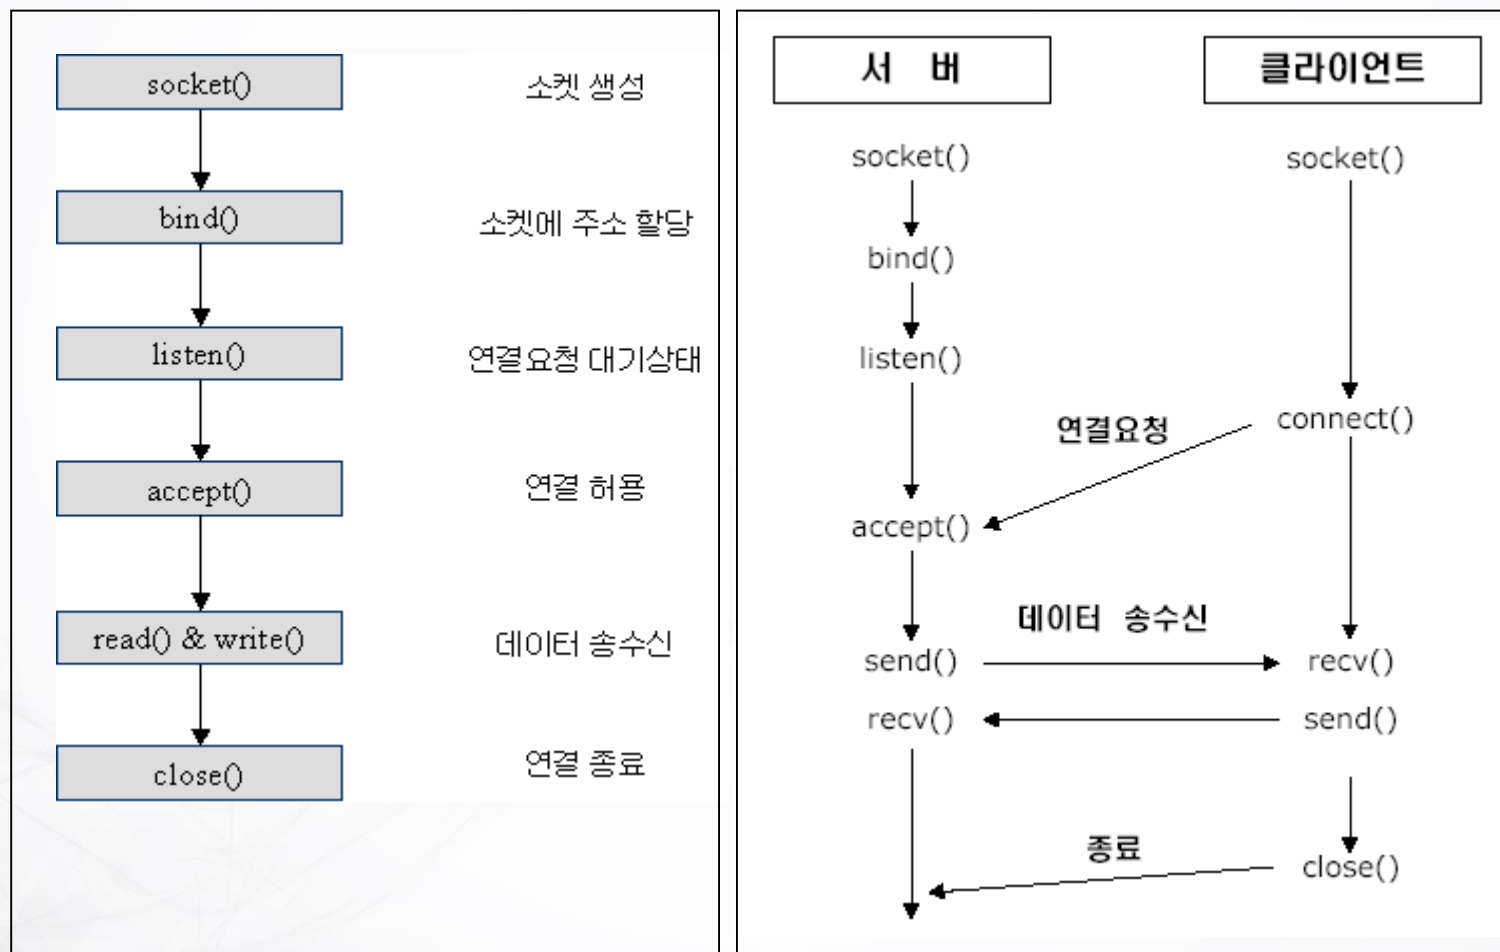 socket() 소켓 생성
bind() 소켓에 주소 할당
listen() 연결요청 대기상태
accept() 연결 허용
read() & write() 데이터 송수신
close() 연결 종료
서 버 클라이언트
socket() socket()
bind()
listen()
연결요청 connect()
accept()
데이터 송수신
send() recv()
recv() send()
종료
close()